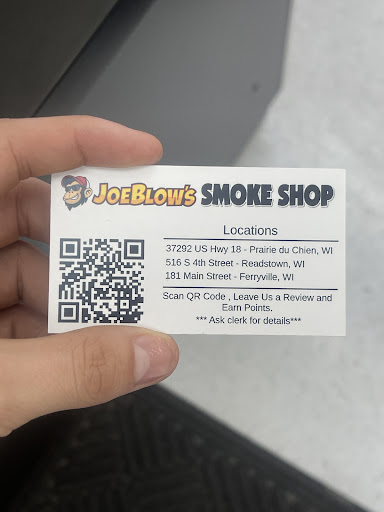 JOEBLOW'S SMOKE SHOP
Locations
37292 US Hwy 18 - Prairie du Chien, WI
516 S 4th Street - Readstown, WI
181 Main Street - Ferryville, WI
Scan QR Code , Leave Us a Review and
Earn Points.
*** Ask clerk for details***